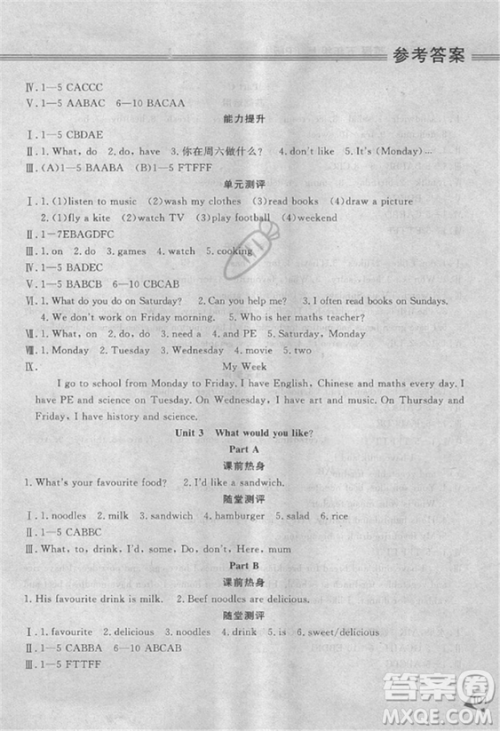 参考答案
Ⅳ. 1—5 CACCC
Ⅴ. 1—5 AABAC 6—10 BACAA
能力提升
Ⅰ. 1—5 CBDAE
Ⅱ. 1. What, do 2. do, have 3. 你在周六做什么? 4. doesn't 5. It's (Monday)...
Ⅲ. (A)1—5 BAABA (B)1—5 FTFFF
单元测评
Ⅰ. 1. (1)listen to music (2)wash my clothes (3)read books (4)draw a picture
2. (1)fly a kite (2)watch TV (3)play football (4)weekend
Ⅱ. 1—7EBAGDFC
Ⅲ. 1. on 2. do 3. games 4. watch 5. cooking
Ⅳ. 1—5 BADEC
Ⅴ. 1—5 BABCB 6—10 CBACB
Ⅵ. 1. What do you do on Saturday? 2. Can you help me? 3. I often read books on Sundays.
4. We don't work on Friday morning. 5. Who is her maths teacher?
Ⅶ. 1. What, do 2. do, do 3. need a 4. and PE 5. Saturday, Monday
Ⅷ. 1. Monday 2. Tuesday 3. Wednesday 4. movie 5. two
Ⅸ. My Week
I go to school from Monday to Friday. I have English, Chinese and maths every day. I have PE and science on Tuesday. On Wednesday, I have art and music. On Thursday and Friday, I have history and science.
Unit 3 What would you like?
Part A
课前热身
1. What's your favourite food? 2. I'd like a sandwich.
随堂测评
Ⅰ. 1. noodles 2. milk 3. sandwich 4. hamburger 5. salad 6. rice
Ⅱ. 1—5 CABBC
Ⅲ. What, to, drink, I'd, some, Do, don't, Here, mum
Part B
课前热身
1. His favourite drink is milk. 2. Beef noodles are delicious.
随堂测评
Ⅰ. 1. favourite 2. delicious 3. noodles 4. drink 5. is 6. sweet/delicious
Ⅱ. 1—5 CABBC 6—10 ABCAB
Ⅲ. 1—5 FTTFF
答案圈
MXQE.COM